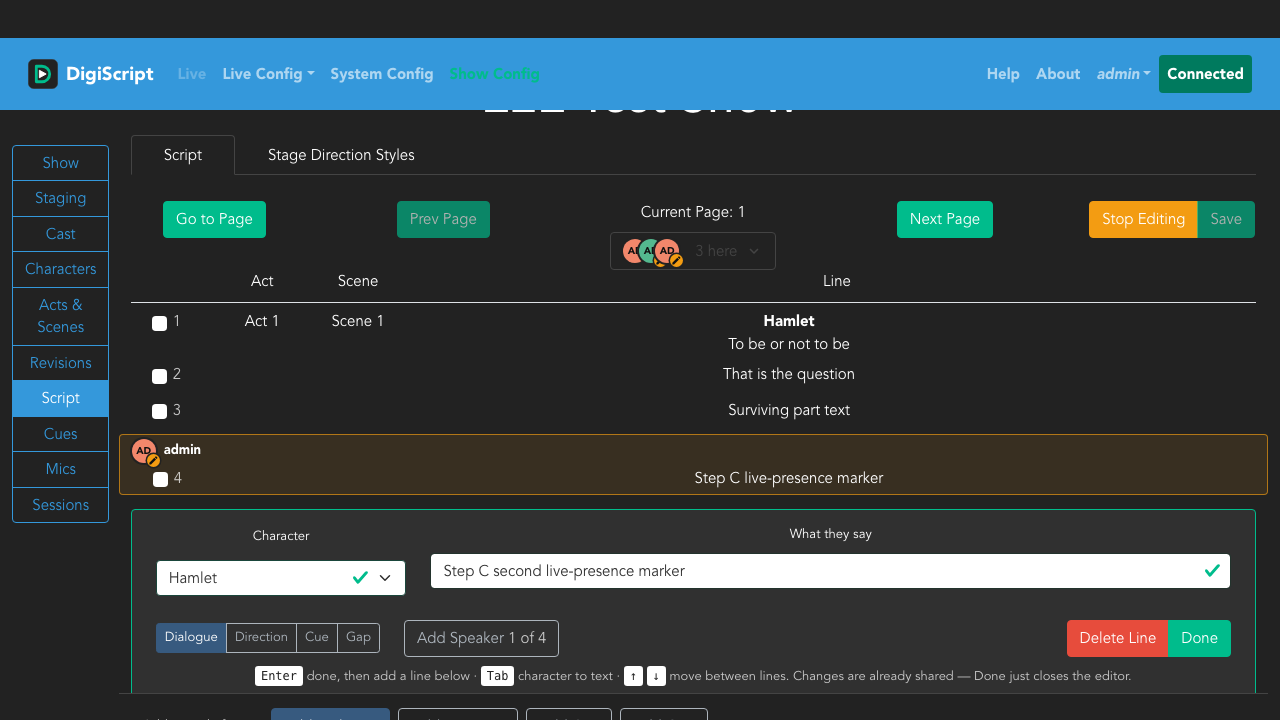 DigiScript Live Live Config System Config Show Config Help About admin Connected
Show
Staging
Cast
Characters
Acts & Scenes
Revisions
Script
Cues
Mics
Sessions
Script Stage Direction Styles
Go to Page Prev Page Current Page: 1 Next Page Stop Editing Save
AD 3 here
Act Scene Line
1 Act 1 Scene 1 Hamlet
To be or not to be
2 That is the question
3 Surviving part text
AD admin
4 Step C live-presence marker
Character What they say
Hamlet Step C second live-presence marker
Dialogue Direction Cue Gap Add Speaker 1 of 4 Delete Line Done
Enter done, then add a line below · Tab character to text · ↑ ↓ move between lines. Changes are already shared — Done just closes the editor.